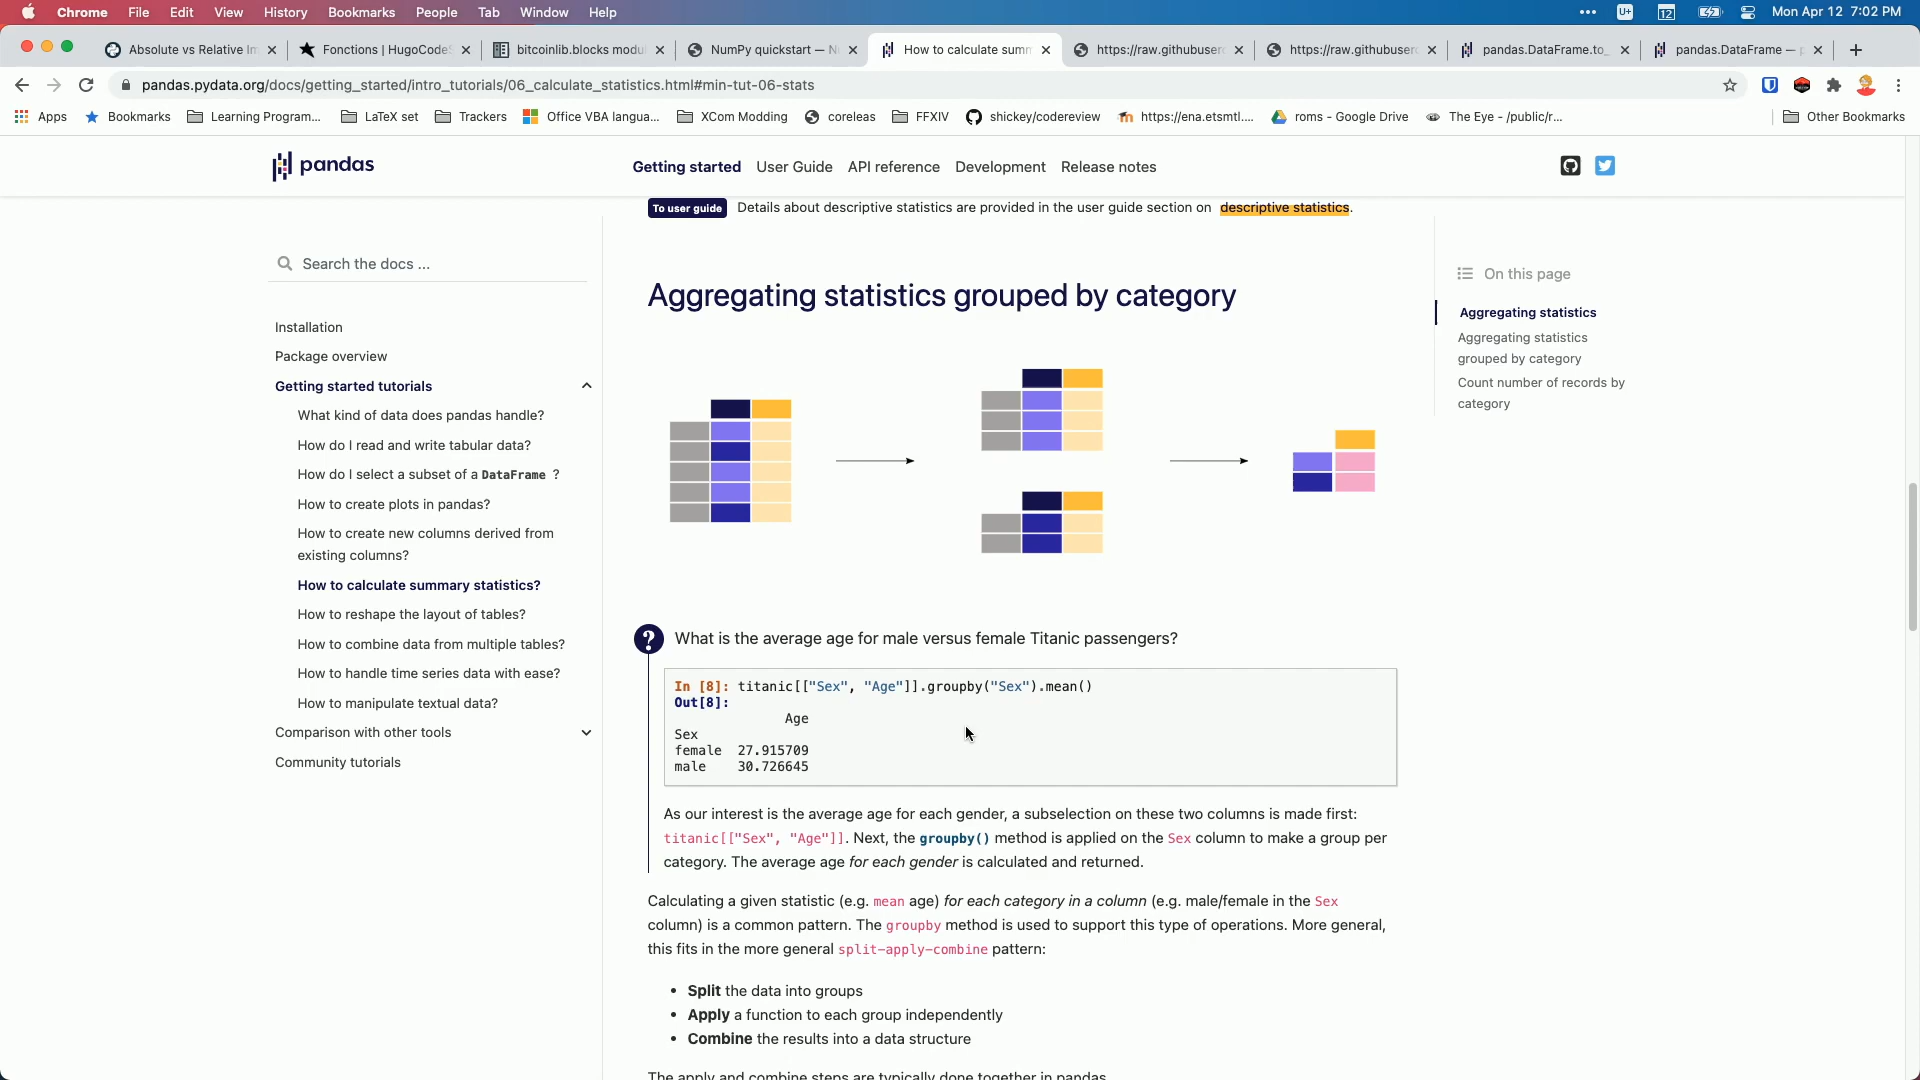 Chrome File Edit View History Bookmarks People Tab Window Help
U+ 12 Mon Apr 12 7:02 PM
Absolute vs Relative Im
Fonctions | HugoCodeS
bitcoinlib.blocks modul
NumPy quickstart — N
How to calculate summ
https://raw.githubuserc
https://raw.githubuserc
pandas.DataFrame.to_
pandas.DataFrame — p
pandas.pydata.org/docs/getting_started/intro_tutorials/06_calculate_statistics.html#min-tut-06-stats
Apps Bookmarks Learning Program... LaTeX set Trackers Office VBA langua... XCom Modding coreleas FFXIV shickey/codereview https://ena.etsmtl.... roms - Google Drive The Eye - /public/r... Other Bookmarks
pandas
Getting started User Guide API reference Development Release notes
To user guide Details about descriptive statistics are provided in the user guide section on descriptive statistics.
Search the docs ...
Installation
Package overview
Getting started tutorials
What kind of data does pandas handle?
How do I read and write tabular data?
How do I select a subset of a DataFrame ?
How to create plots in pandas?
How to create new columns derived from
existing columns?
How to calculate summary statistics?
How to reshape the layout of tables?
How to combine data from multiple tables?
How to handle time series data with ease?
How to manipulate textual data?
Comparison with other tools
Community tutorials
Aggregating statistics grouped by category
? What is the average age for male versus female Titanic passengers?
In [8]: titanic[["Sex", "Age"]].groupby("Sex").mean()
Out[8]:
Age
Sex
female 27.915709
male 30.726645
As our interest is the average age for each gender, a subselection on these two columns is made first:
titanic[["Sex", "Age"]]. Next, the groupby() method is applied on the Sex column to make a group per
category. The average age for each gender is calculated and returned.
Calculating a given statistic (e.g. mean age) for each category in a column (e.g. male/female in the Sex
column) is a common pattern. The groupby method is used to support this type of operations. More general,
this fits in the more general split-apply-combine pattern:
• Split the data into groups
• Apply a function to each group independently
• Combine the results into a data structure
The apply and combine steps are typically done together in pandas.
On this page
Aggregating statistics
Aggregating statistics
grouped by category
Count number of records by
category